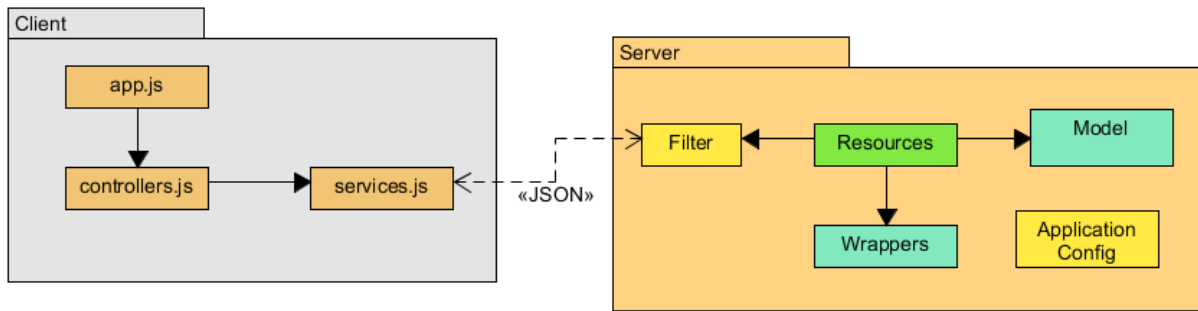 Client
app.js
controllers.js
services.js
«JSON»
Server
Filter
Resources
Model
Wrappers
Application
Config